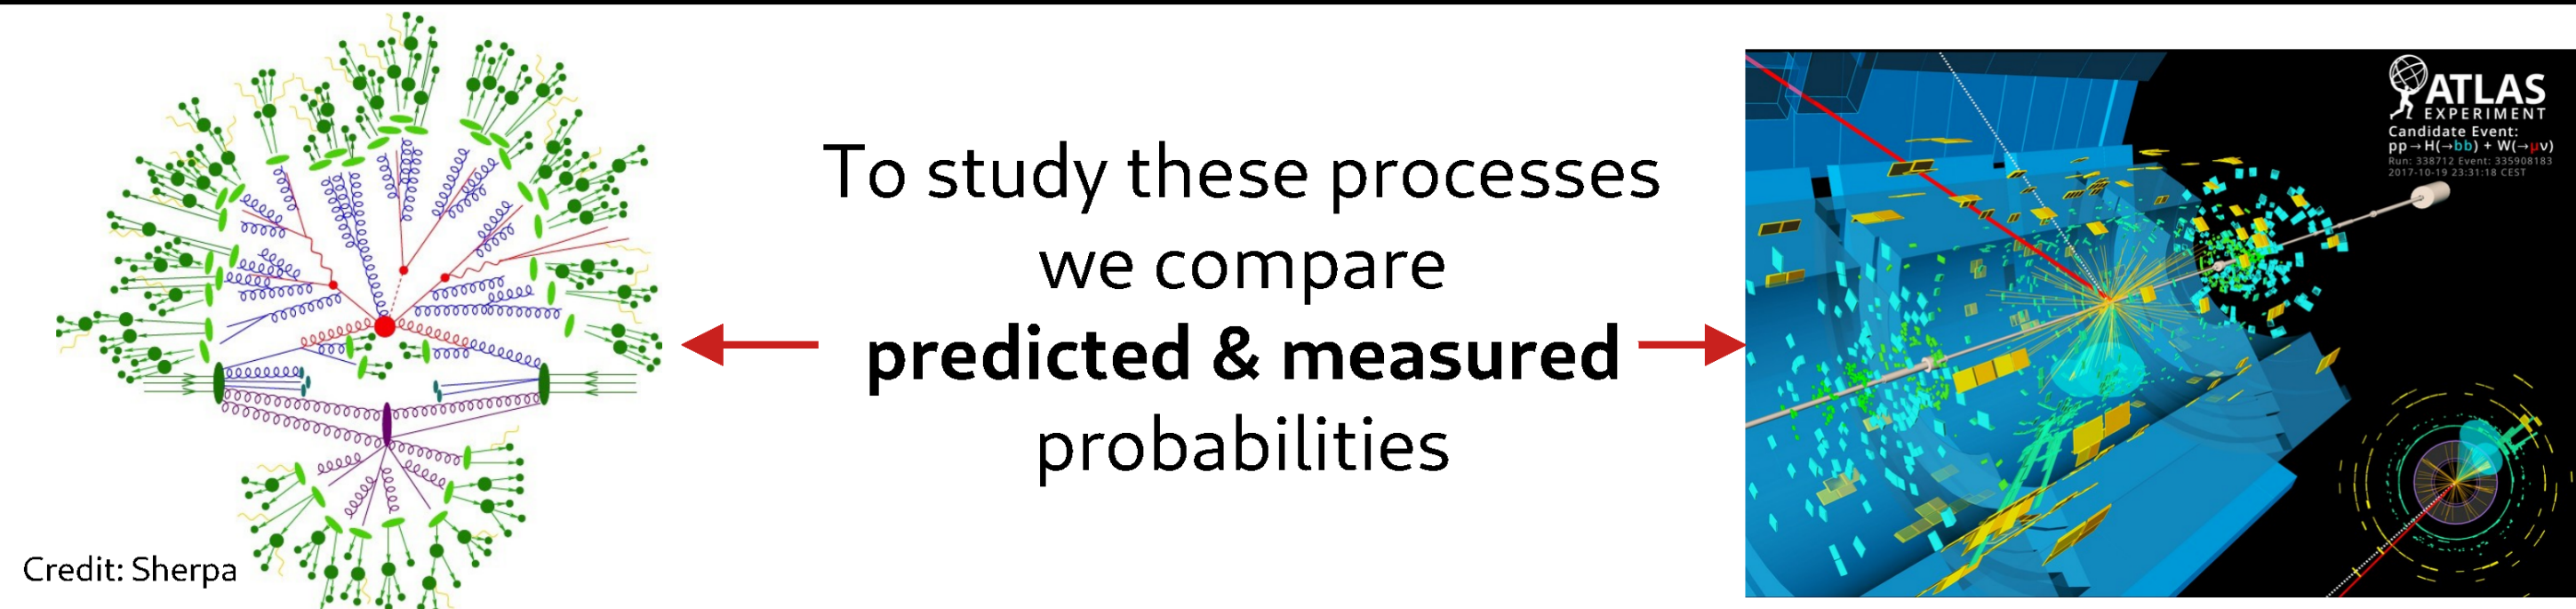 To study these processes
we compare
predicted & measured
probabilities
Credit: Sherpa
ATLAS
EXPERIMENT
Candidate Event:
pp→H(→bb) + W(→μν)
Run: 338712 Event: 335908183
2017-10-19 23:31:18 CEST